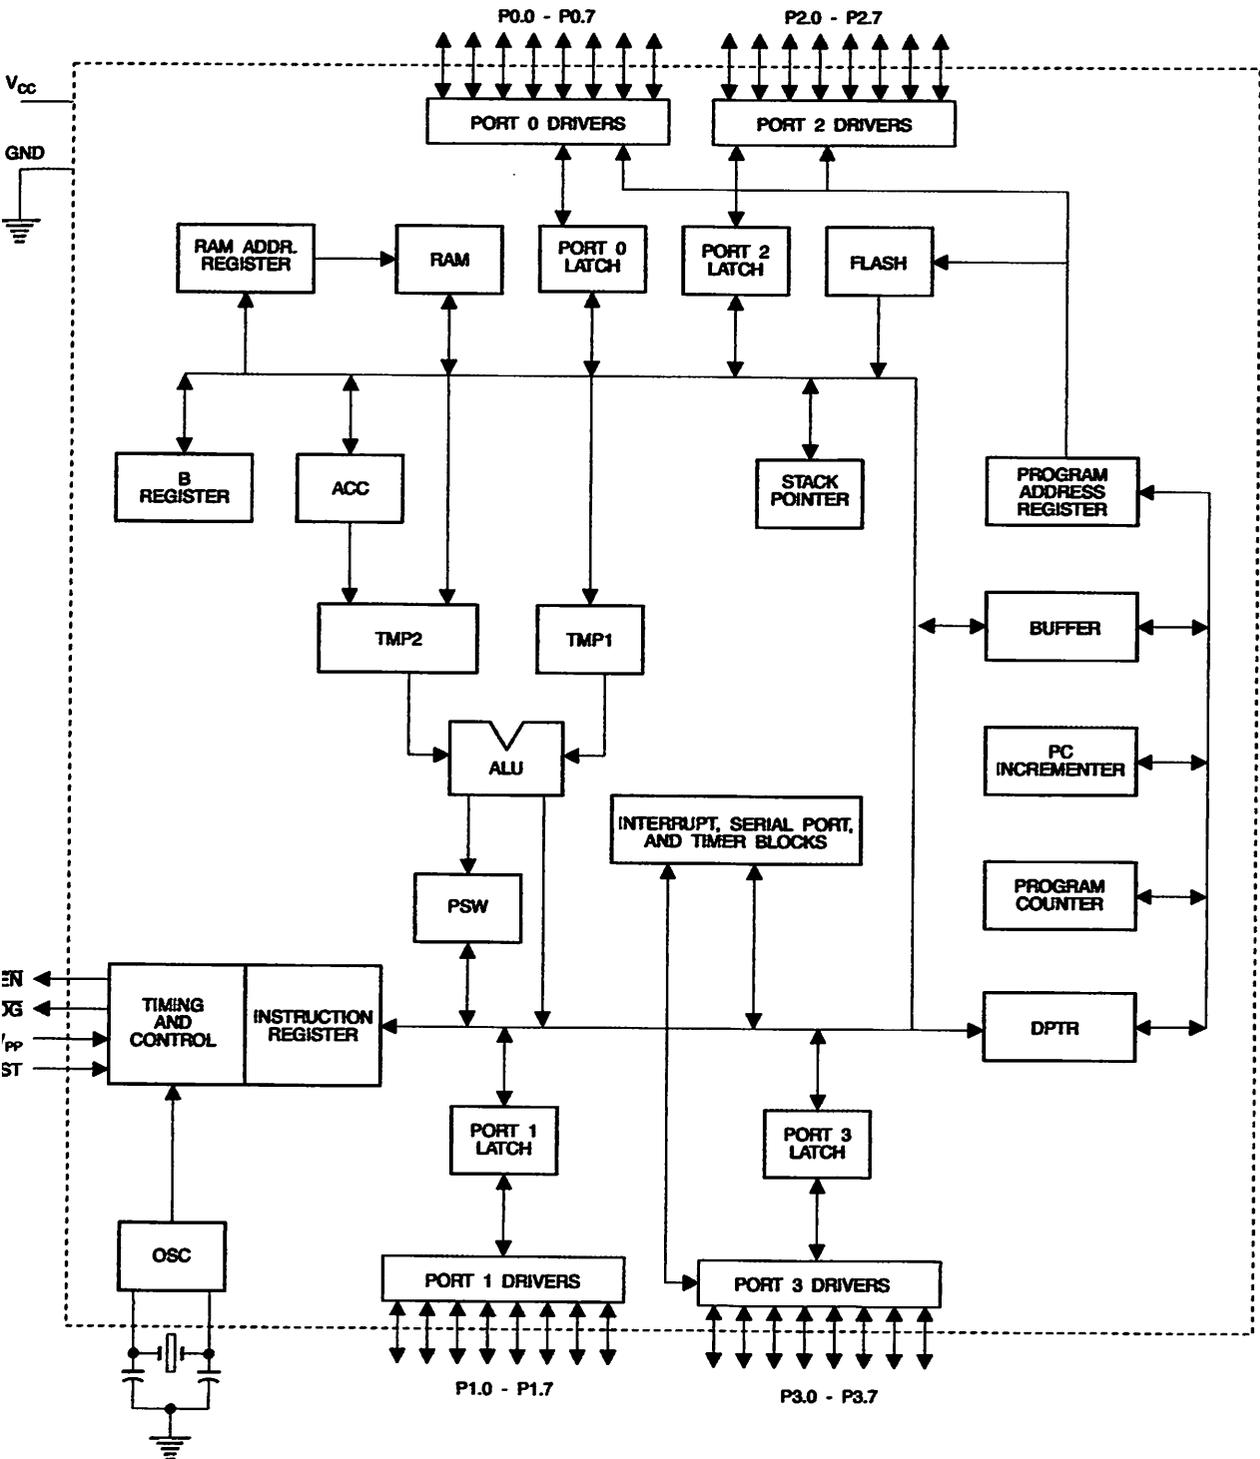 P0.0 - P0.7
P2.0 - P2.7
VCC
GND
PORT 0 DRIVERS
PORT 2 DRIVERS
RAM ADDR.
REGISTER
RAM
PORT 0
LATCH
PORT 2
LATCH
FLASH
B
REGISTER
ACC
STACK
POINTER
PROGRAM
ADDRESS
REGISTER
TMP2
TMP1
BUFFER
ALU
PC
INCREMENTER
INTERRUPT, SERIAL PORT,
AND TIMER BLOCKS
PSW
PROGRAM
COUNTER
TIMING
AND
CONTROL
INSTRUCTION
REGISTER
DPTR
PORT 1
LATCH
PORT 3
LATCH
OSC
PORT 1 DRIVERS
PORT 3 DRIVERS
P1.0 - P1.7
P3.0 - P3.7